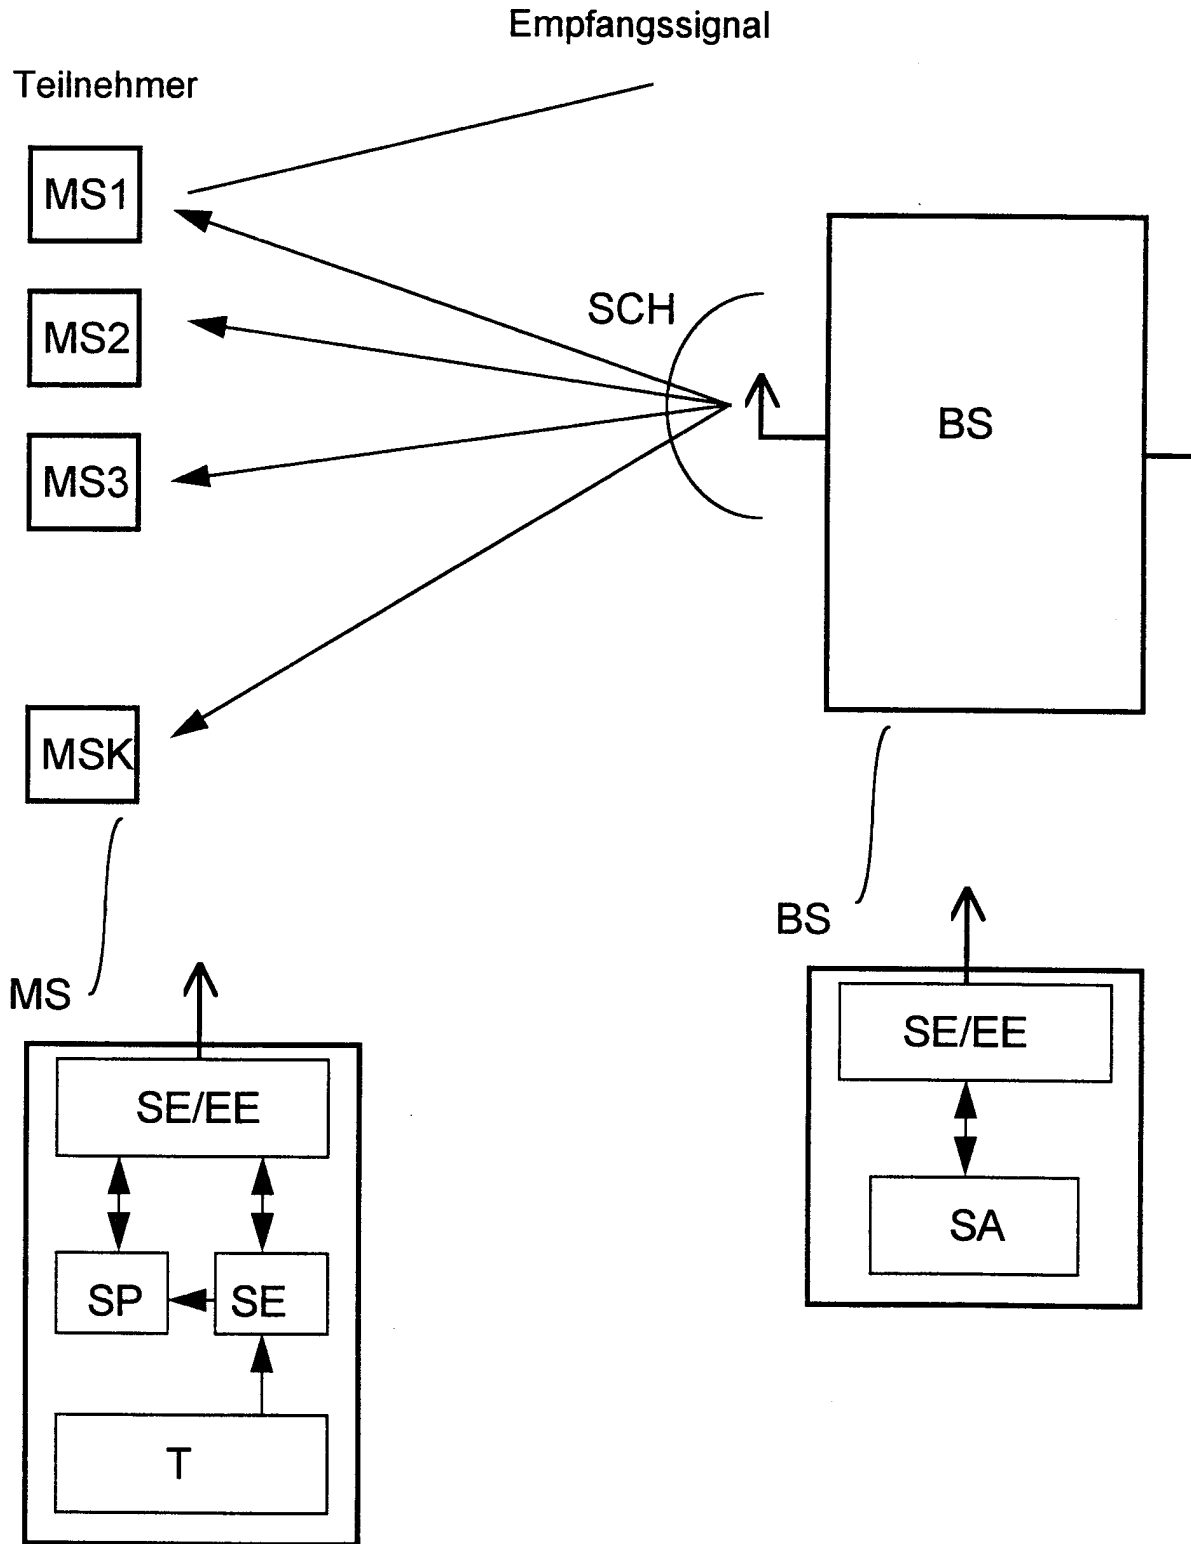 Empfangssignal
Teilnehmer
MS1
SCH
MS2
BS
MS3
MSK
BS
MS
SE/EE
SE/EE
SA
SP
SE
T